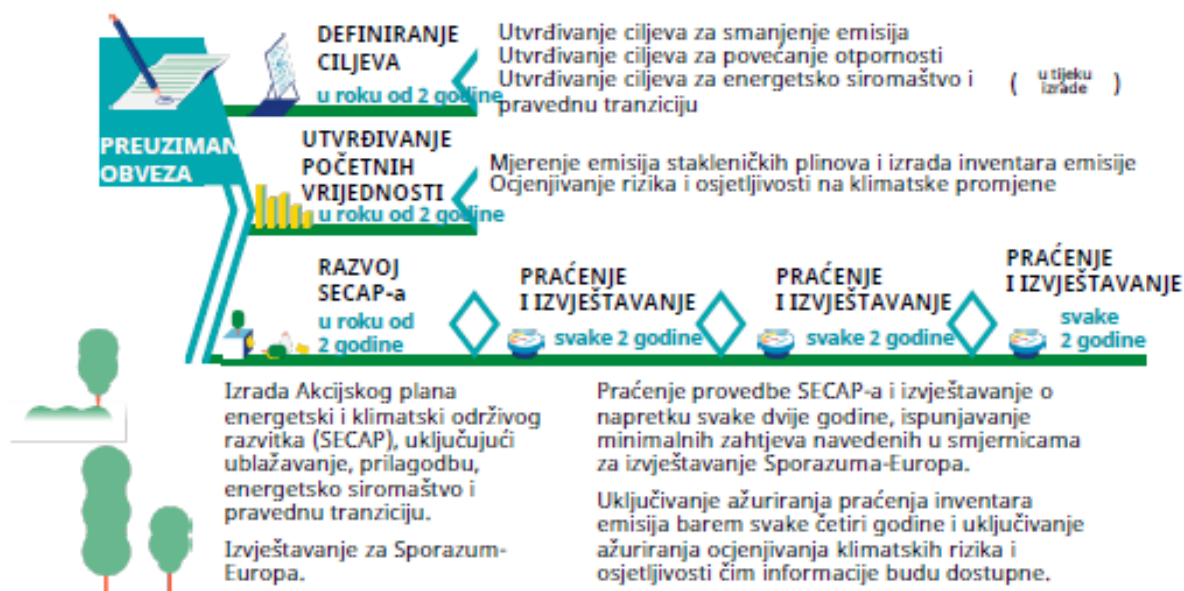 PREUZIMAN
OBVEZA
DEFINIRANJE
CILJEVA
u roku od 2 godine
Utvrđivanje ciljeva za smanjenje emisija
Utvrđivanje ciljeva za povećanje otpornosti
Utvrđivanje ciljeva za energetsko siromaštvo i
pravednu tranziciju
( u tijeku
izrade )
UTVRĐIVANJE
POČETNIH
VRIJEDNOSTI
u roku od 2 godine
Mjerenje emisija stakleničkih plinova i izrada inventara emisije
Ocjenjivanje rizika i osjetljivosti na klimatske promjene
RAZVOJ
SECAP-a
u roku od
2 godine
PRAĆENJE
I IZVJEŠTAVANJE
svake 2 godine
PRAĆENJE
I IZVJEŠTAVANJE
svake 2 godine
PRAĆENJE
I IZVJEŠTAVANJE
svake
2 godine
Izrada Akcijskog plana
energetski i klimatski održivog
razvitka (SECAP), uključujući
ublažavanje, prilagodbu,
energetsko siromaštvo i
pravednu tranziciju.
Izvještavanje za Sporazum-
Europa.
Praćenje provedbe SECAP-a i izvještavanje o
napretku svake dvije godine, ispunjavanje
minimalnih zahtjeva navedenih u smjernicama
za izvještavanje Sporazuma-Europa.
Uključivanje ažuriranja praćenja inventara
emisija barem svake četiri godine i uključivanje
ažuriranja ocjenjivanja klimatskih rizika i
osjetljivosti čim informacije budu dostupne.